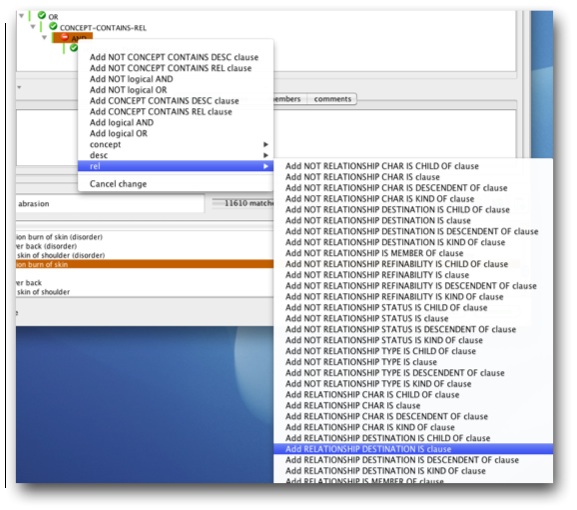 OR
CONCEPT-CONTAINS-REL
AND
Add NOT CONCEPT CONTAINS DESC clause
Add NOT CONCEPT CONTAINS REL clause
Add NOT logical AND
Add NOT logical OR
Add CONCEPT CONTAINS DESC clause
Add CONCEPT CONTAINS REL clause
Add logical AND
Add logical OR
concept
desc
rel
Cancel change
comments
abrasion
11610
ion burn of skin (disorder)
er back (disorder)
skin of shoulder (disorder)
ion burn of skin
er back
skin of shoulder
Add NOT RELATIONSHIP CHAR IS CHILD OF clause
Add NOT RELATIONSHIP CHAR IS clause
Add NOT RELATIONSHIP CHAR IS DESCENDENT OF clause
Add NOT RELATIONSHIP CHAR IS KIND OF clause
Add NOT RELATIONSHIP DESTINATION IS CHILD OF clause
Add NOT RELATIONSHIP DESTINATION IS clause
Add NOT RELATIONSHIP DESTINATION IS DESCENDENT OF clause
Add NOT RELATIONSHIP DESTINATION IS KIND OF clause
Add NOT RELATIONSHIP IS MEMBER OF clause
Add NOT RELATIONSHIP REFINABILITY IS CHILD OF clause
Add NOT RELATIONSHIP REFINABILITY IS clause
Add NOT RELATIONSHIP REFINABILITY IS DESCENDENT OF clause
Add NOT RELATIONSHIP REFINABILITY IS KIND OF clause
Add NOT RELATIONSHIP STATUS IS CHILD OF clause
Add NOT RELATIONSHIP STATUS IS clause
Add NOT RELATIONSHIP STATUS IS DESCENDENT OF clause
Add NOT RELATIONSHIP STATUS IS KIND OF clause
Add NOT RELATIONSHIP TYPE IS CHILD OF clause
Add NOT RELATIONSHIP TYPE IS clause
Add NOT RELATIONSHIP TYPE IS DESCENDENT OF clause
Add NOT RELATIONSHIP TYPE IS KIND OF clause
Add RELATIONSHIP CHAR IS CHILD OF clause
Add RELATIONSHIP CHAR IS clause
Add RELATIONSHIP CHAR IS DESCENDENT OF clause
Add RELATIONSHIP CHAR IS KIND OF clause
Add RELATIONSHIP DESTINATION IS CHILD OF clause
Add RELATIONSHIP DESTINATION IS clause
Add RELATIONSHIP DESTINATION IS DESCENDENT OF clause
Add RELATIONSHIP DESTINATION IS KIND OF clause
Add RELATIONSHIP IS MEMBER OF clause